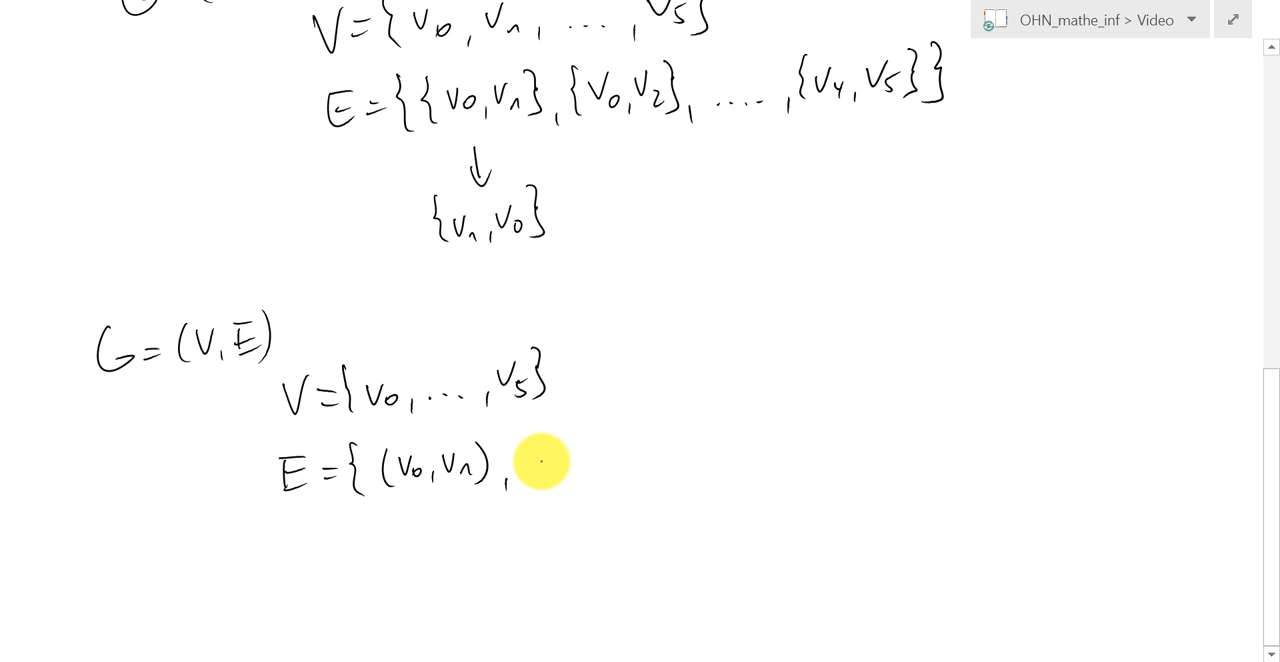 OHN_mathe_inf > Video
V={v₀,v₁,...,v₅}
E={{v₀,v₁},{v₀,v₂},....,{v₄,v₅}}
↓
{v₁,v₀}
G=(V,E)
V={v₀,...,v₅}
E={(v₀,v₁),